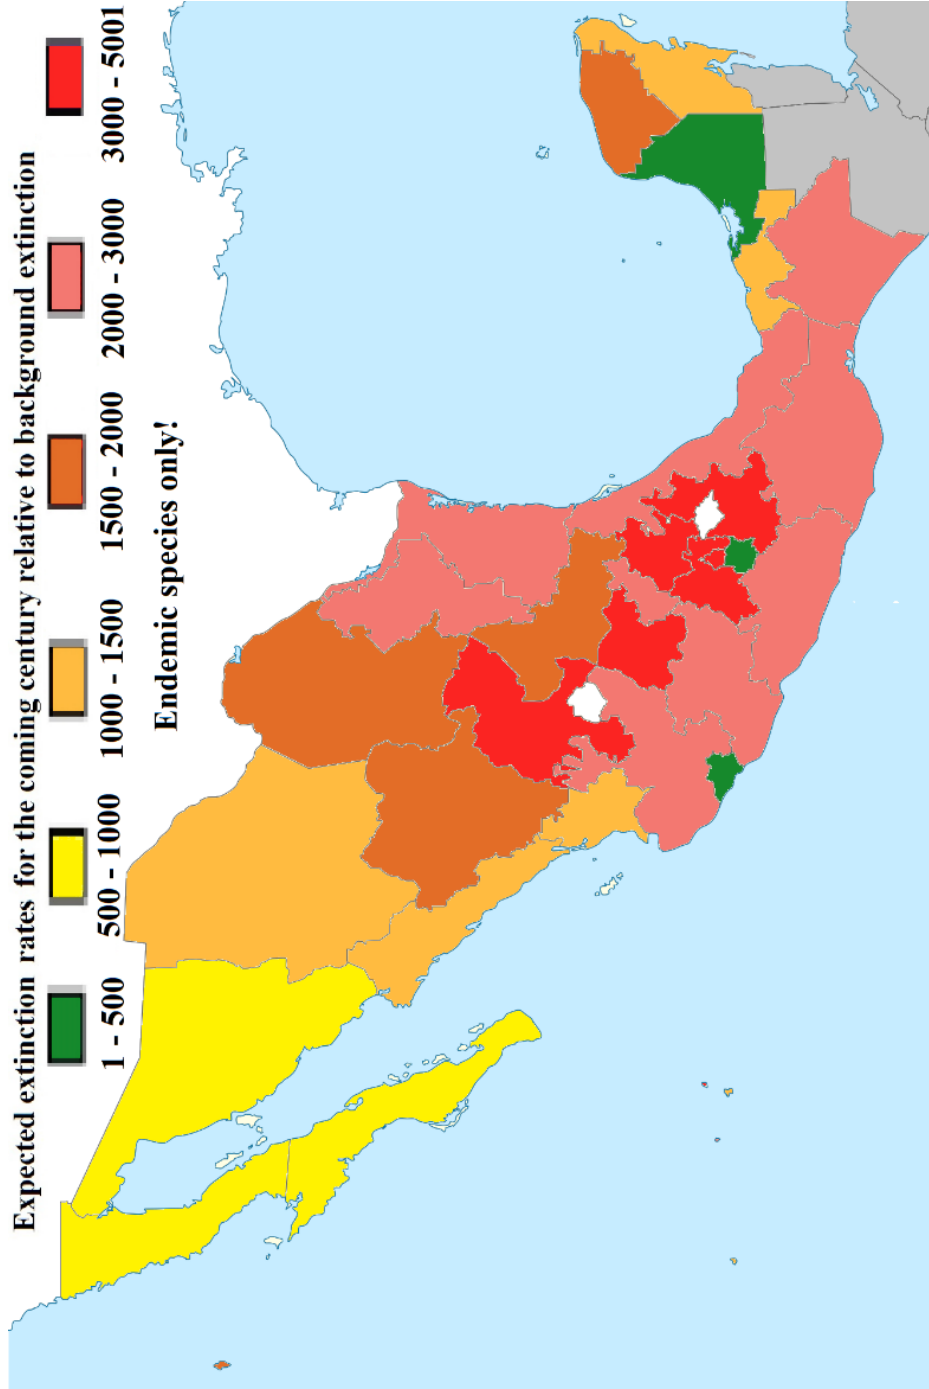 Expected extinction rates for the coming century relative to background extinction
1 - 500
500 - 1000
1000 - 1500
1500 - 2000
2000 - 3000
3000 - 5001
Endemic species only!